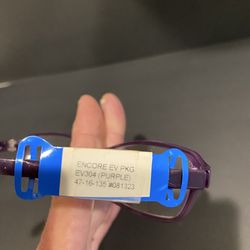 ENCORE EV PKG
EV304 (PURPLE)
47-16-135 #081323